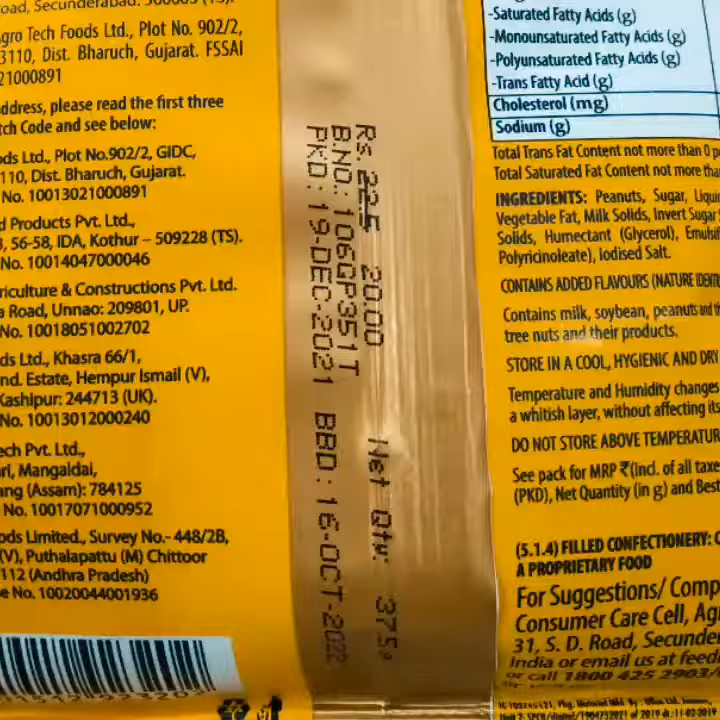 oad, Secunderabad: 500003 (TS).
gro Tech Foods Ltd., Plot No. 902/2,
3110, Dist. Bharuch, Gujarat. FSSAI
21000891
ddress, please read the first three
tch Code and see below:
ods Ltd., Plot No.902/2, GIDC,
110, Dist. Bharuch, Gujarat.
No. 10013021000891
d Products Pvt. Ltd.,
, 56-58, IDA, Kothur – 509228 (TS).
No. 10014047000046
riculture & Constructions Pvt. Ltd.
a Road, Unnao: 209801, UP.
No. 10018051002702
ds Ltd., Khasra 66/1,
nd. Estate, Hempur Ismail (V),
Kashipur: 244713 (UK).
No. 10013012000240
ech Pvt. Ltd.,
ari, Mangaldai,
ang (Assam): 784125
No. 10017071000952
ods Limited., Survey No.- 448/2B,
(V), Puthalapattu (M) Chittoor
112 (Andhra Pradesh)
e No. 10020044001936
Rs. 225 20.00 Net Qty: 375g
B.NO.: 106GP351T
PKD: 19-DEC-2021 BBD: 16-OCT-2022
-Saturated Fatty Acids (g)
-Monounsaturated Fatty Acids (g)
-Polyunsaturated Fatty Acids (g)
-Trans Fatty Acid (g)
Cholesterol (mg)
Sodium (g)
Total Trans Fat Content not more than 0
Total Saturated Fat Content not more tha
INGREDIENTS: Peanuts, Sugar, Liqui
Vegetable Fat, Milk Solids, Invert Sugar
Solids, Humectant (Glycerol), Emulsif
Polyricinoleate), Iodised Salt.
CONTAINS ADDED FLAVOURS (NATURE IDENTI
Contains milk, soybean, peanuts and
tree nuts and their products.
STORE IN A COOL, HYGIENIC AND DRY
Temperature and Humidity changes
a whitish layer, without affecting its
DO NOT STORE ABOVE TEMPERATUR
See pack for MRP ₹ (incl. of all taxe
(PKD), Net Quantity (in g) and Best
(5.1.4) FILLED CONFECTIONERY: C
A PROPRIETARY FOOD
For Suggestions/ Comp
Consumer Care Cell, Ag
31, S. D. Road, Secunde
India or email us at feed
or call 1800 425 2903/